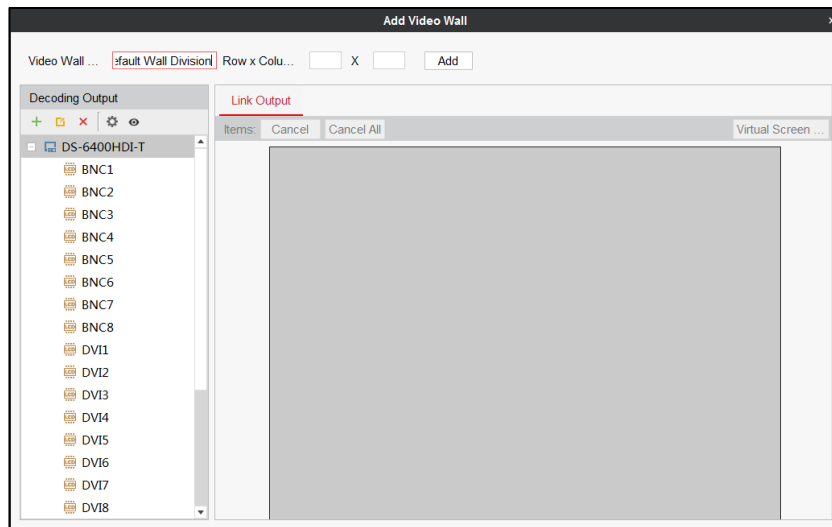 Add Video Wall
Video Wall ... efault Wall Division Row x Colu... X Add
Decoding Output
Link Output
Items: Cancel Cancel All Virtual Screen ...
DS-6400HDI-T
BNC1
BNC2
BNC3
BNC4
BNC5
BNC6
BNC7
BNC8
DVI1
DVI2
DVI3
DVI4
DVI5
DVI6
DVI7
DVI8